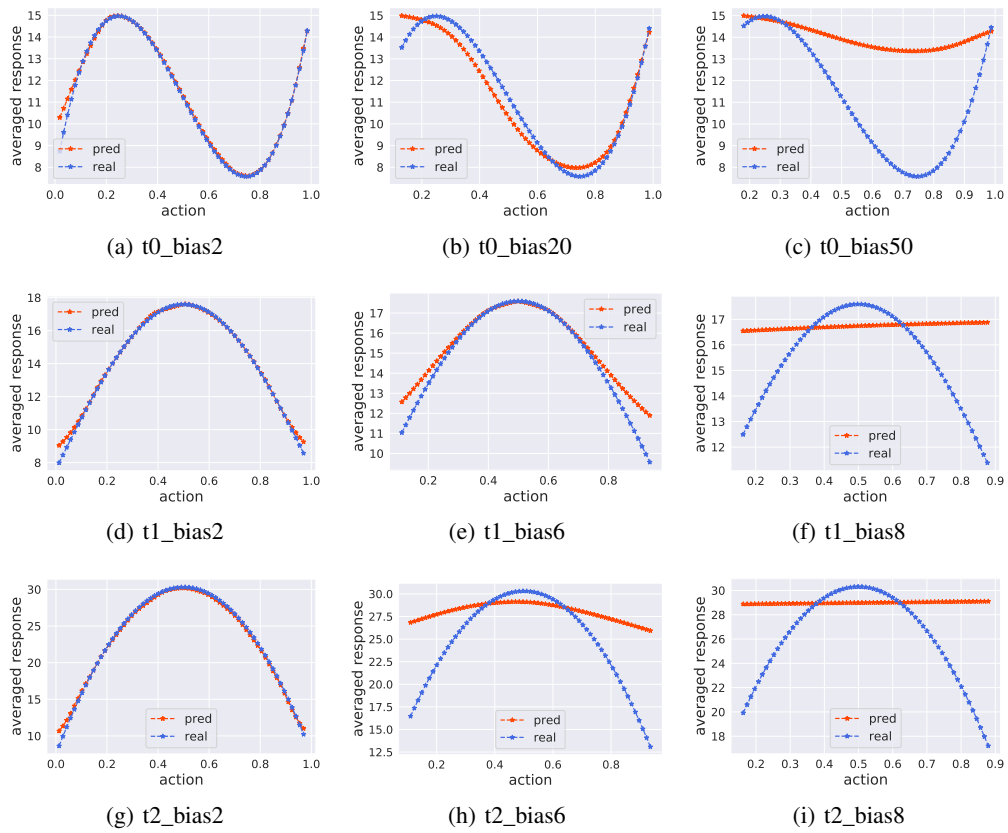 15
14
13
12
11
10
9
8
averaged response
pred
real
0.0 0.2 0.4 0.6 0.8 1.0
action
(a) t0_bias2
15
14
13
12
11
10
9
8
averaged response
pred
real
0.2 0.4 0.6 0.8 1.0
action
(b) t0_bias20
15
14
13
12
11
10
9
8
averaged response
pred
real
0.2 0.3 0.4 0.5 0.6 0.7 0.8 0.9 1.0
action
(c) t0_bias50
18
16
14
12
10
8
averaged response
pred
real
0.0 0.2 0.4 0.6 0.8 1.0
action
(d) t1_bias2
17
16
15
14
13
12
11
10
averaged response
pred
real
0.2 0.4 0.6 0.8
action
(e) t1_bias6
17
16
15
14
13
12
averaged response
pred
real
0.2 0.3 0.4 0.5 0.6 0.7 0.8 0.9
action
(f) t1_bias8
30
25
20
15
10
averaged response
pred
real
0.0 0.2 0.4 0.6 0.8 1.0
action
(g) t2_bias2
30.0
27.5
25.0
22.5
20.0
17.5
15.0
12.5
averaged response
pred
real
0.2 0.4 0.6 0.8
action
(h) t2_bias6
30
28
26
24
22
20
18
averaged response
pred
real
0.2 0.3 0.4 0.5 0.6 0.7 0.8 0.9
action
(i) t2_bias8